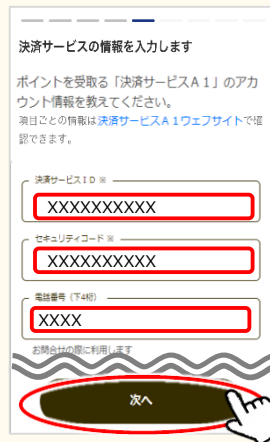 決済サービスの情報を入力します
ポイントを受取る「決済サービスA１」のアカ
ウント情報を教えてください。
項目ごとの情報は決済サービスA１ウェブサイトで確
認できます。
決済サービスID ※
XXXXXXXXXX
セキュリティコード ※
XXXXXXXXXX
電話番号（下4桁）
XXXX
お問合せの際に利用します
次へ